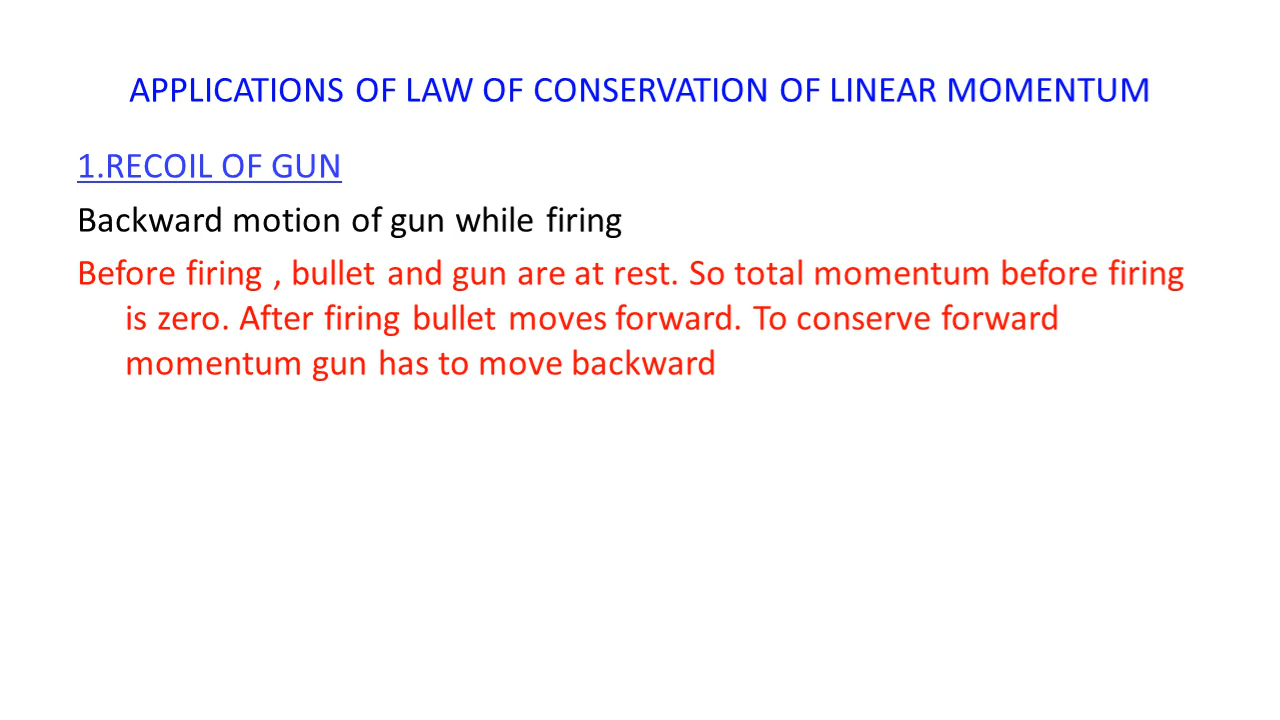 APPLICATIONS OF LAW OF CONSERVATION OF LINEAR MOMENTUM
1.RECOIL OF GUN
Backward motion of gun while firing
Before firing , bullet and gun are at rest. So total momentum before firing
is zero. After firing bullet moves forward. To conserve forward
momentum gun has to move backward